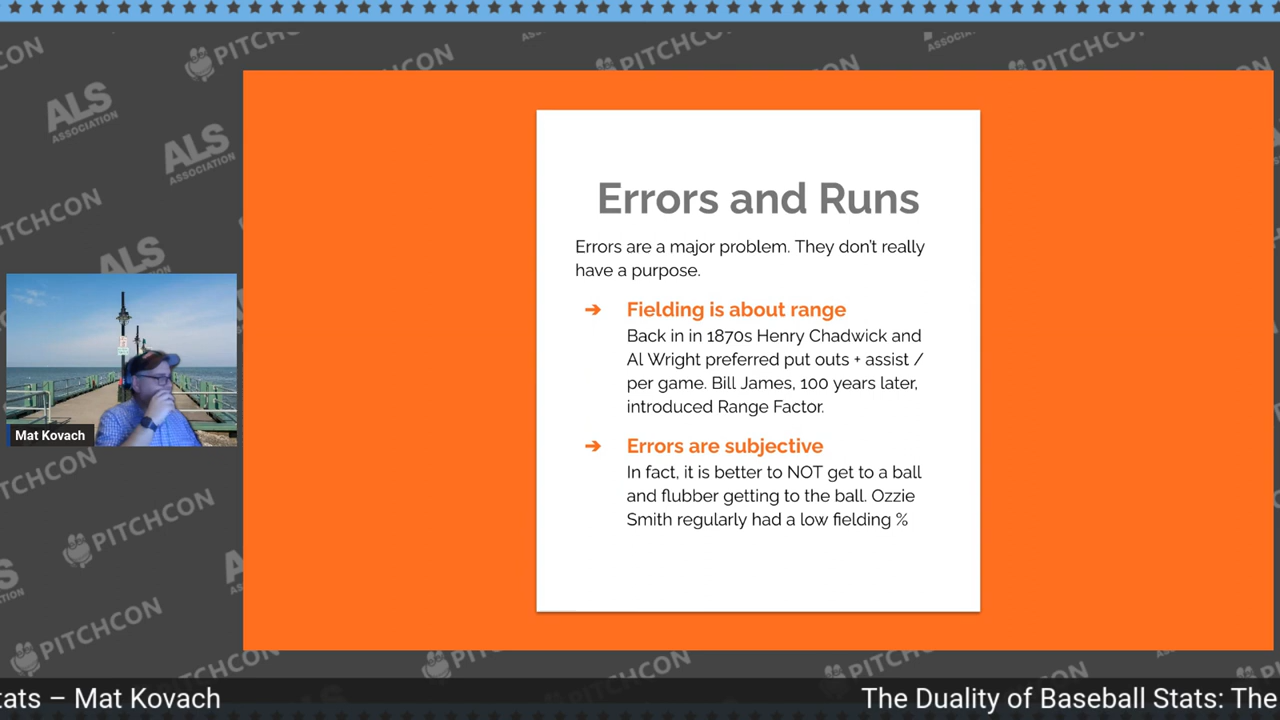 PITCHCON
ALS
ASSOCIATION
Errors and Runs
Errors are a major problem. They don't really
have a purpose.
➔ Fielding is about range
Back in in 1870s Henry Chadwick and
Al Wright preferred put outs + assist /
per game. Bill James, 100 years later,
introduced Range Factor.
➔ Errors are subjective
In fact, it is better to NOT get to a ball
and flubber getting to the ball. Ozzie
Smith regularly had a low fielding %
Mat Kovach
tats – Mat Kovach
The Duality of Baseball Stats: The